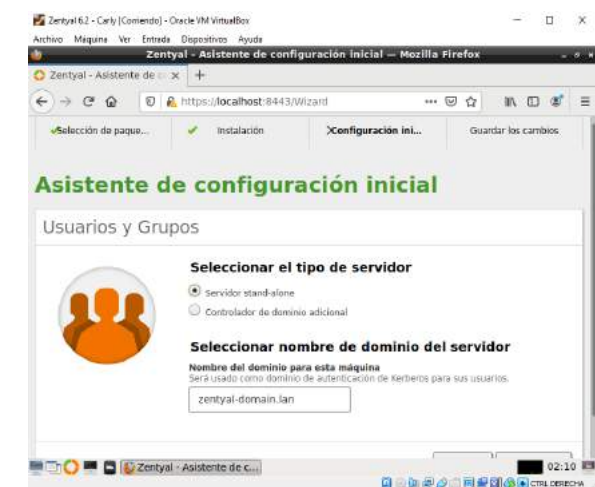 Zentyal 6.2 - Carly [Corriendo] - Oracle VM VirtualBox
Archivo Máquina Ver Entrada Dispositivos Ayuda
Zentyal - Asistente de configuración inicial — Mozilla Firefox
Zentyal - Asistente de c
https://localhost:8443/Wizard
Selección de paque...
Instalación
Configuración ini...
Guardar los cambios
Asistente de configuración inicial
Usuarios y Grupos
Seleccionar el tipo de servidor
Servidor stand-alone
Controlador de dominio adicional
Seleccionar nombre de dominio del servidor
Nombre del dominio para esta máquina
Será usado como dominio de autenticación de Kerberos para sus usuarios.
zentyal-domain.lan
Zentyal - Asistente de c...
02:10
CTRL DERECHA